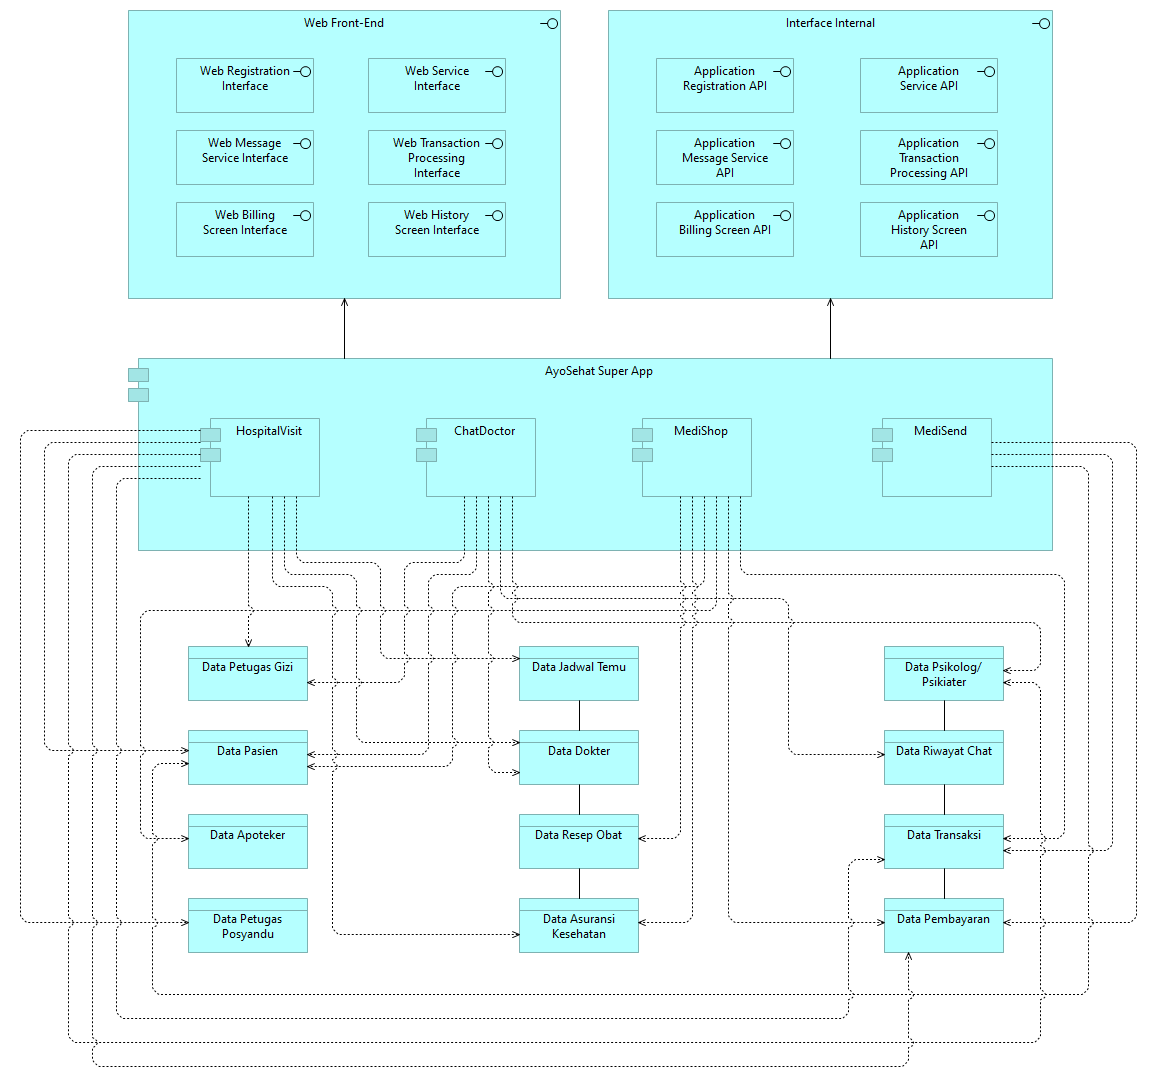 Web Front-End
Web Registration
Interface
Web Service
Interface
Web Message
Service Interface
Web Transaction
Processing
Interface
Web Billing
Screen Interface
Web History
Screen Interface
Interface Internal
Application
Registration API
Application
Service API
Application
Message Service
API
Application
Transaction
Processing API
Application
Billing Screen API
Application
History Screen
API
AyoSehat Super App
HospitalVisit
ChatDoctor
MediShop
MediSend
Data Petugas Gizi
Data Jadwal Temu
Data Psikolog/
Psikiater
Data Pasien
Data Dokter
Data Riwayat Chat
Data Apoteker
Data Resep Obat
Data Transaksi
Data Petugas
Posyandu
Data Asuransi
Kesehatan
Data Pembayaran